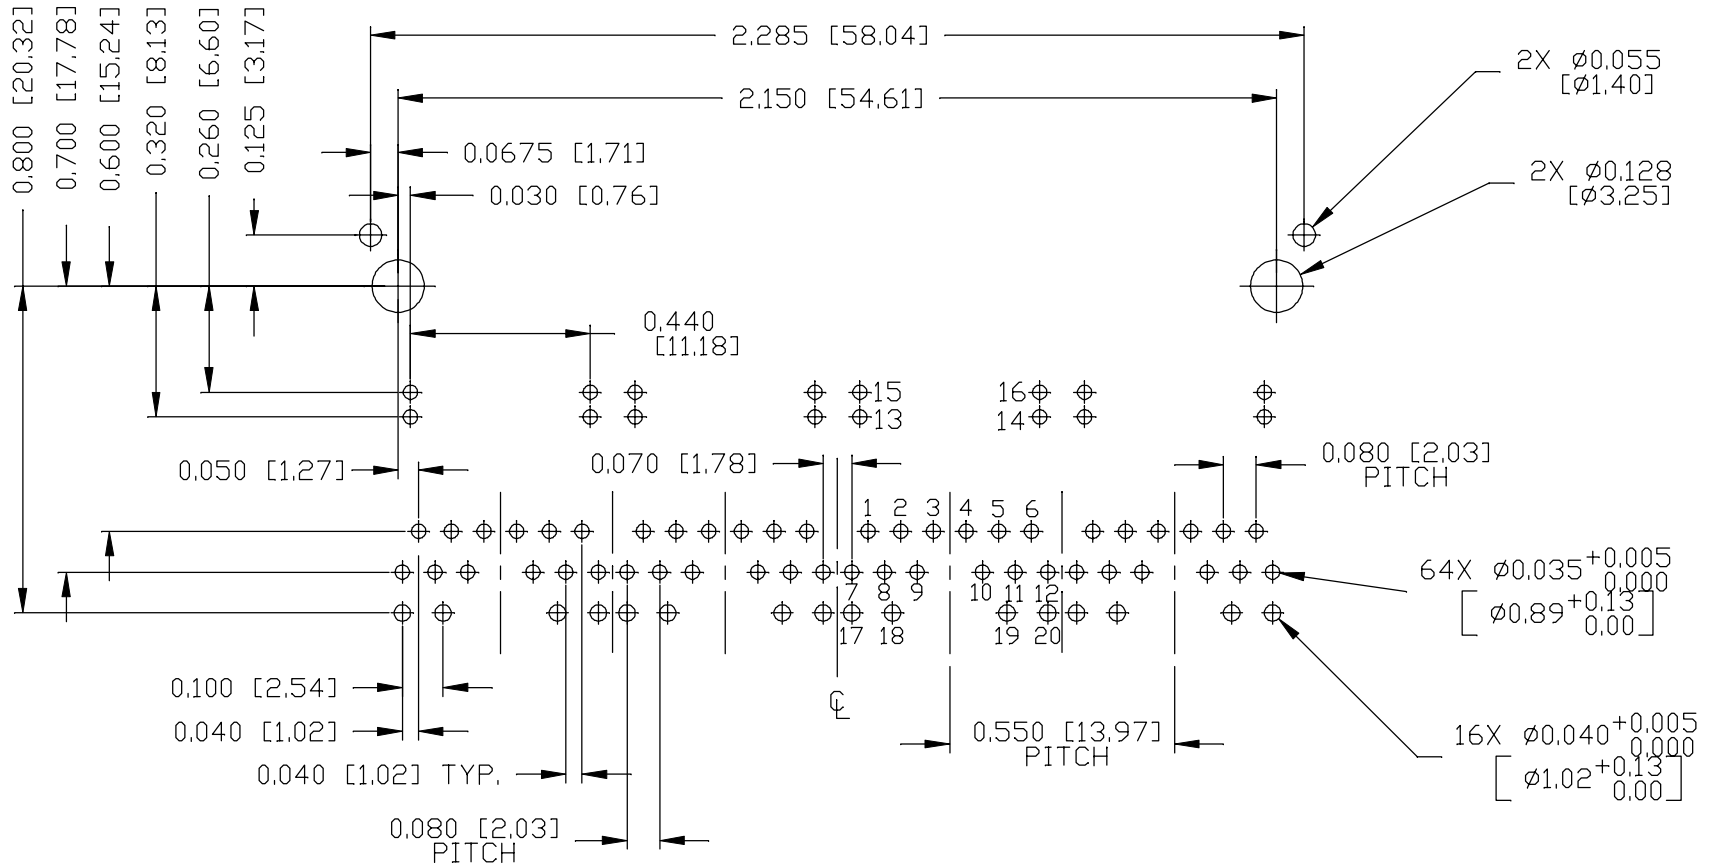 0.800 [20.32]
0.700 [17.78]
0.600 [15.24]
0.320 [8.13]
0.260 [6.60]
0.125 [3.17]
2.285 [58.04]
2.150 [54.61]
2X Ø0.055
[Ø1.40]
0.0675 [1.71]
0.030 [0.76]
2X Ø0.128
[Ø3.25]
0.440
[11.18]
15
16
13
14
0.050 [1.27]
0.070 [1.78]
0.080 [2.03]
PITCH
1 2 3 4 5 6
7 8 9 10 11 12
64X Ø0.035 +0.005
0.000
[Ø0.89 +0.13
0.00]
17 18 19 20
0.100 [2.54]
0.040 [1.02]
℄
0.550 [13.97]
PITCH
16X Ø0.040 +0.005
0.000
[Ø1.02 +0.13
0.00]
0.040 [1.02] TYP.
0.080 [2.03]
PITCH